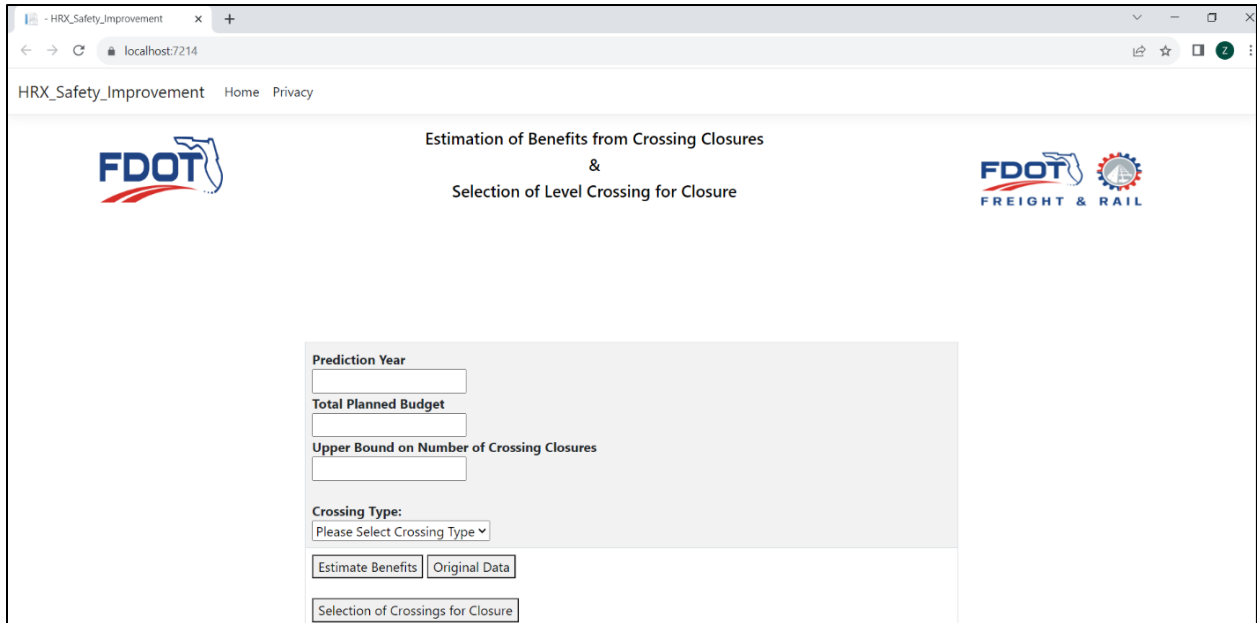 - HRX_Safety_Improvement
localhost:7214
Z
HRX_Safety_Improvement Home Privacy
FDOT
Estimation of Benefits from Crossing Closures
&
Selection of Level Crossing for Closure
FDOT
FREIGHT & RAIL
Prediction Year
Total Planned Budget
Upper Bound on Number of Crossing Closures
Crossing Type:
Please Select Crossing Type
Estimate Benefits Original Data
Selection of Crossings for Closure